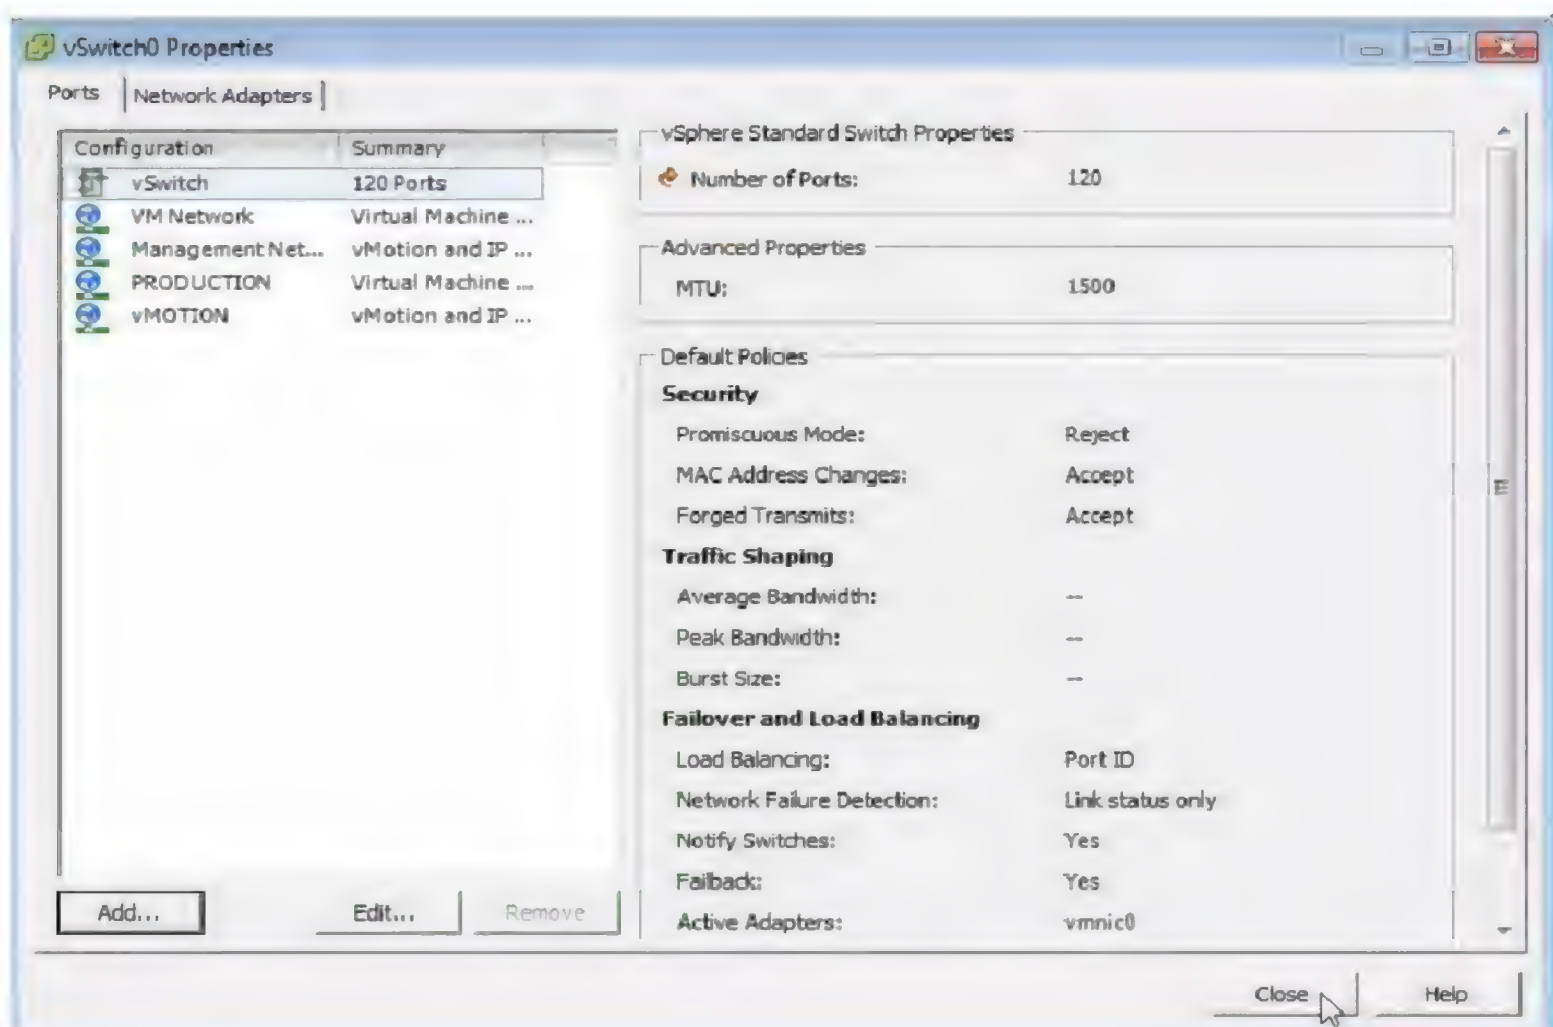 vSwitch0 Properties
Ports Network Adapters
Configuration Summary
vSwitch 120 Ports
VM Network Virtual Machine ...
Management Net... vMotion and IP ...
PRODUCTION Virtual Machine ...
vMOTION vMotion and IP ...
Add... Edit... Remove
vSphere Standard Switch Properties
Number of Ports: 120
Advanced Properties
MTU: 1500
Default Policies
Security
Promiscuous Mode: Reject
MAC Address Changes: Accept
Forged Transmits: Accept
Traffic Shaping
Average Bandwidth: --
Peak Bandwidth: --
Burst Size: --
Failover and Load Balancing
Load Balancing: Port ID
Network Failure Detection: Link status only
Notify Switches: Yes
Failback: Yes
Active Adapters: vmnic0
Close Help